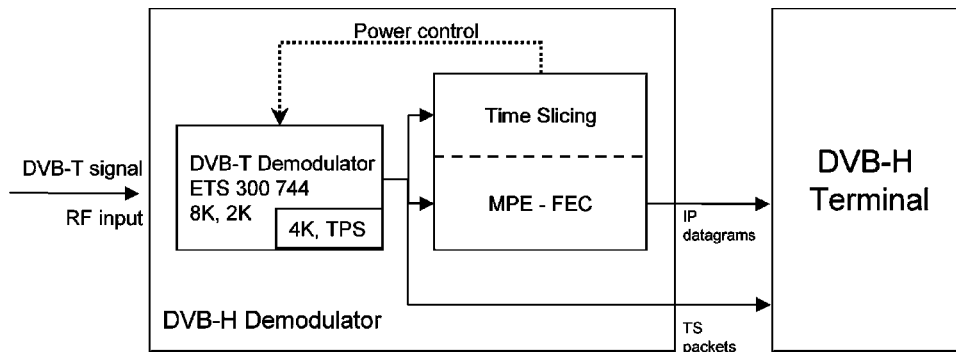 Power control
DVB-T signal
RF input
DVB-T Demodulator
ETS 300 744
8K, 2K
4K, TPS
Time Slicing
MPE - FEC
IP
datagrams
TS
packets
DVB-H Demodulator
DVB-H
Terminal